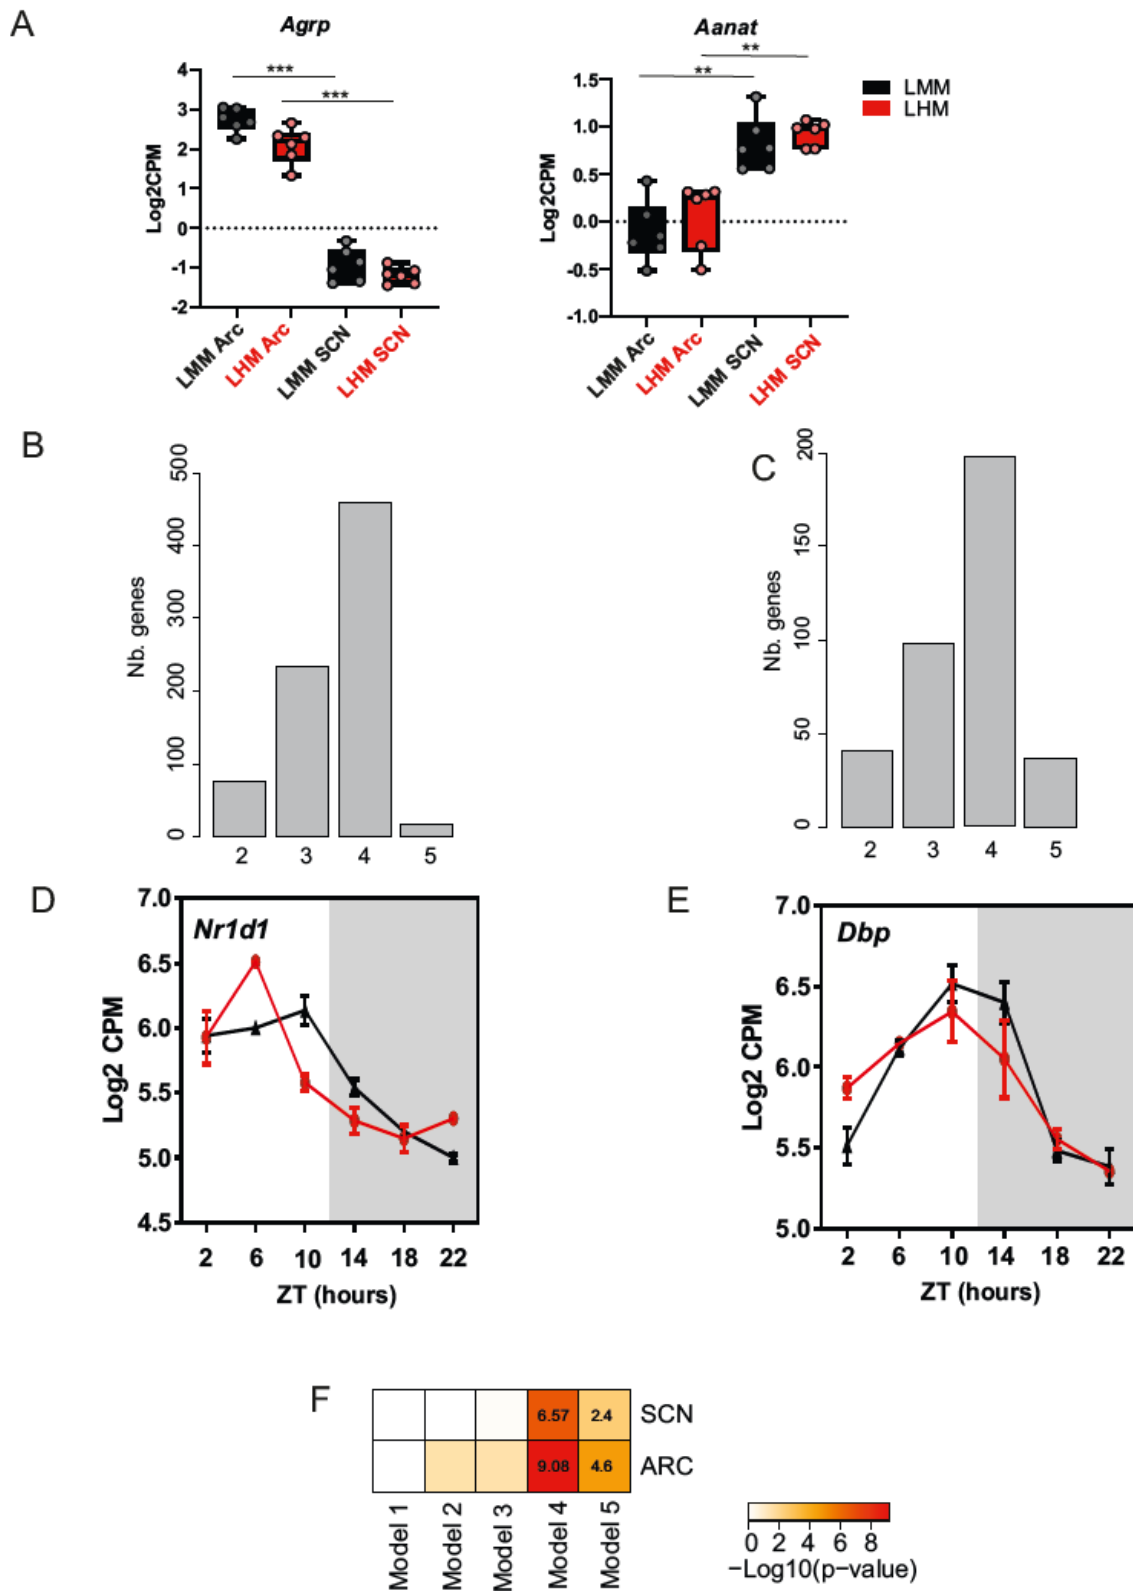 A
Agrp
Aanat
*** 
***
**
**
LMM
LHM
Log2CPM
4
3
2
1
0
-1
-2
LMM Arc
LHM Arc
LMM SCN
LHM SCN
Log2CPM
1.5
1.0
0.5
0.0
-0.5
-1.0
LMM Arc
LHM Arc
LMM SCN
LHM SCN
B
Nb. genes
500
400
300
200
100
0
2 3 4 5
C
Nb. genes
200
150
100
50
0
2 3 4 5
D
Nr1d1
Log2 CPM
7.0
6.5
6.0
5.5
5.0
4.5
2 6 10 14 18 22
ZT (hours)
E
Dbp
Log2 CPM
7.0
6.5
6.0
5.5
5.0
2 6 10 14 18 22
ZT (hours)
F
6.57 2.4 SCN
9.08 4.6 ARC
Model 1
Model 2
Model 3
Model 4
Model 5
0 2 4 6 8
−Log10(p−value)